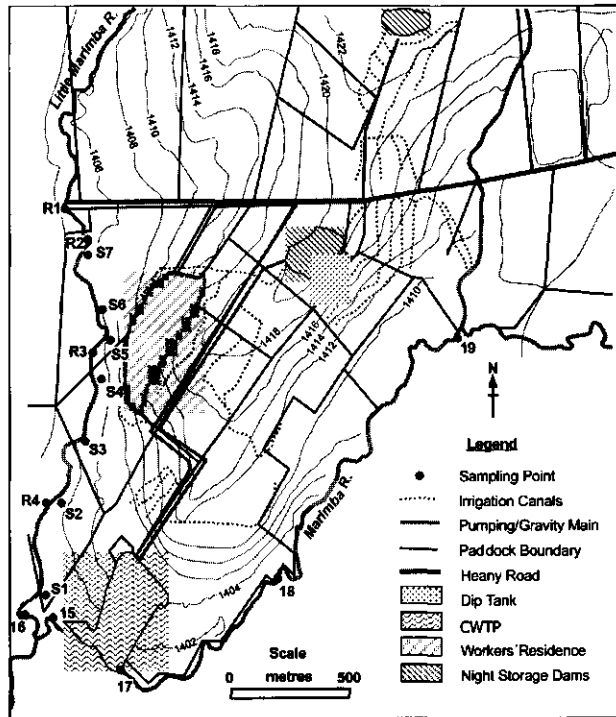 Little Marimba R.
1412
1418
1416
1414
1410
1408
1406
1422
1420
R1
R2
S7
S6
S5
R3
S4
S3
R4
S2
S1
16
15
17
18
19
1418
1416
1414
1412
1410
1404
1402
Marimba R.
N
Legend
Sampling Point
Irrigation Canals
Pumping/Gravity Main
Paddock Boundary
Heany Road
Dip Tank
CWTP
Workers' Residence
Night Storage Dams
Scale
metres
0 500